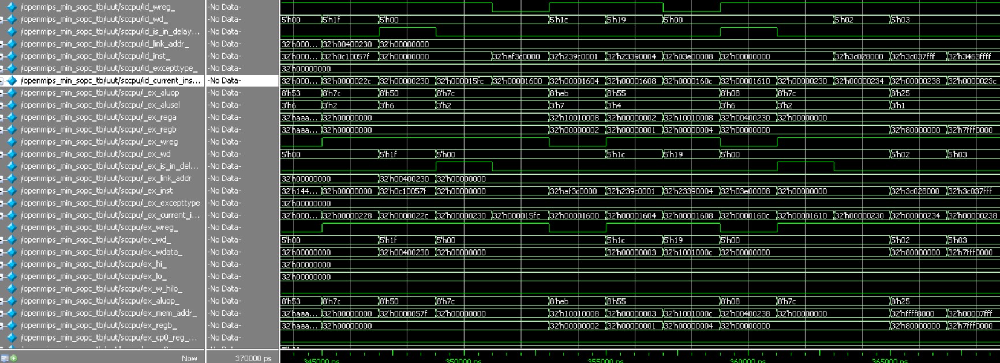 /openmips_min_sopc_tb/uut/sccpu/id_wreg_ -No Data-
/openmips_min_sopc_tb/uut/sccpu/id_wd_ -No Data- 5'h00 5'h1f 5'h00 5'h1c 5'h19 5'h00 5'h02 5'h03
/openmips_min_sopc_tb/uut/sccpu/id_is_in_delay... -No Data-
/openmips_min_sopc_tb/uut/sccpu/id_link_addr_ -No Data- 32'h000... 32'h00400230 32'h00000000
/openmips_min_sopc_tb/uut/sccpu/id_inst_ -No Data- 32'h000... 32'h0c10057f 32'h00000000 32'haf3c0000 32'h239c0001 32'h23390004 32'h03e00008 32'h00000000 32'h3c028000 32'h3c037fff 32'h3463ffff
/openmips_min_sopc_tb/uut/sccpu/id_excepttype_ -No Data- 32'h00000000
/openmips_min_sopc_tb/uut/sccpu/id_current_ins... -No Data- 32'h000... 32'h0000022c 32'h00000230 32'h000015fc 32'h00001600 32'h00001604 32'h00001608 32'h0000160c 32'h00001610 32'h00000230 32'h00000234 32'h00000238 32'h0000023c
/openmips_min_sopc_tb/uut/sccpu/_ex_aluop -No Data- 8'h53 8'h7c 8'h50 8'h7c 8'heb 8'h55 8'h08 8'h7c 8'h25
/openmips_min_sopc_tb/uut/sccpu/_ex_alusel -No Data- 3'h6 3'h2 3'h6 3'h2 3'h7 3'h4 3'h6 3'h2 3'h1
/openmips_min_sopc_tb/uut/sccpu/_ex_rega -No Data- 32'haaa... 32'h00000000 32'h10010008 32'h00000002 32'h10010008 32'h00400230 32'h00000000
/openmips_min_sopc_tb/uut/sccpu/_ex_regb -No Data- 32'haaa... 32'h00000000 32'h00000002 32'h00000001 32'h00000004 32'h00000000 32'h80000000 32'h7fff0000
/openmips_min_sopc_tb/uut/sccpu/_ex_wreg -No Data-
/openmips_min_sopc_tb/uut/sccpu/_ex_wd -No Data- 5'h00 5'h1f 5'h00 5'h1c 5'h19 5'h00 5'h02 5'h03
/openmips_min_sopc_tb/uut/sccpu/_ex_is_in_del... -No Data-
/openmips_min_sopc_tb/uut/sccpu/_ex_link_addr -No Data- 32'h00000000 32'h00400230 32'h00000000
/openmips_min_sopc_tb/uut/sccpu/_ex_inst -No Data- 32'h144... 32'h00000000 32'h0c10057f 32'h00000000 32'haf3c0000 32'h239c0001 32'h23390004 32'h03e00008 32'h00000000 32'h3c028000 32'h3c037fff
/openmips_min_sopc_tb/uut/sccpu/_ex_excepttype -No Data- 32'h00000000
/openmips_min_sopc_tb/uut/sccpu/_ex_current_i... -No Data- 32'h000... 32'h00000228 32'h0000022c 32'h00000230 32'h000015fc 32'h00001600 32'h00001604 32'h00001608 32'h0000160c 32'h00001610 32'h00000230 32'h00000234 32'h00000238
/openmips_min_sopc_tb/uut/sccpu/ex_wreg_ -No Data-
/openmips_min_sopc_tb/uut/sccpu/ex_wd_ -No Data- 5'h00 5'h1f 5'h00 5'h1c 5'h19 5'h00 5'h02 5'h03
/openmips_min_sopc_tb/uut/sccpu/ex_wdata_ -No Data- 32'h00000000 32'h00400230 32'h00000000 32'h00000003 32'h1001000c 32'h00000000 32'h80000000 32'h7fff0000
/openmips_min_sopc_tb/uut/sccpu/ex_hi_ -No Data- 32'h00000000
/openmips_min_sopc_tb/uut/sccpu/ex_lo_ -No Data- 32'h00000000
/openmips_min_sopc_tb/uut/sccpu/ex_w_hilo_ -No Data-
/openmips_min_sopc_tb/uut/sccpu/ex_aluop_ -No Data- 8'h53 8'h7c 8'h50 8'h7c 8'heb 8'h55 8'h08 8'h7c 8'h25
/openmips_min_sopc_tb/uut/sccpu/ex_mem_addr_ -No Data- 32'haaa... 32'h00000000 32'h0000057f 32'h00000000 32'h10010008 32'h00000003 32'h1001000c 32'h00400238 32'h00000000 32'hffff8000 32'h00007fff
/openmips_min_sopc_tb/uut/sccpu/ex_regb_ -No Data- 32'haaa... 32'h00000000 32'h00000002 32'h00000001 32'h00000004 32'h00000000 32'h80000000 32'h7fff0000
/openmips_min_sopc_tb/uut/sccpu/ex_cp0_reg_... -No Data-
Now 370000 ps 345000 ps 350000 ps 355000 ps 360000 ps 365000 ps